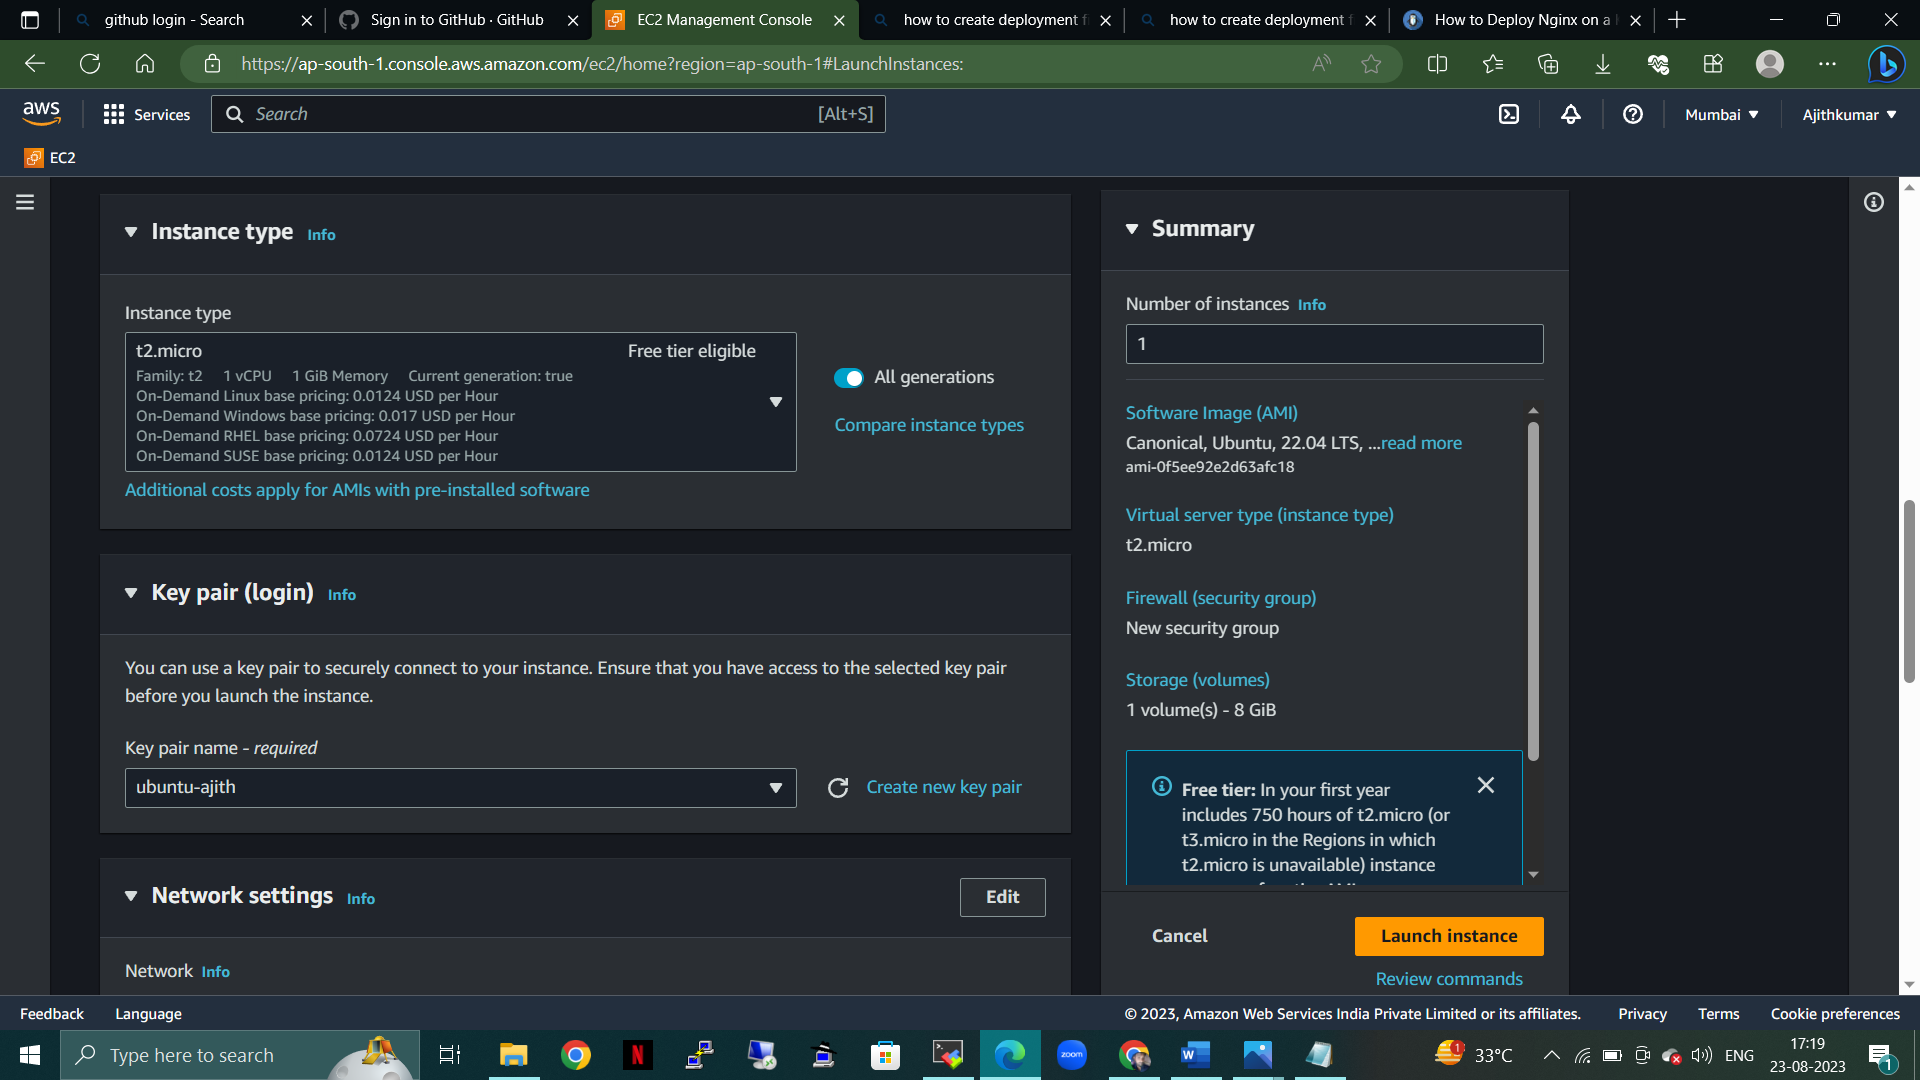 github login - Search
Sign in to GitHub · GitHub
EC2 Management Console
how to create deployment f
how to create deployment f
How to Deploy Nginx on a
https://ap-south-1.console.aws.amazon.com/ec2/home?region=ap-south-1#LaunchInstances:
aws
Services
Search
[Alt+S]
Mumbai
Ajithkumar
EC2
Instance type Info
Instance type
t2.micro
Free tier eligible
Family: t2 1 vCPU 1 GiB Memory Current generation: true
On-Demand Linux base pricing: 0.0124 USD per Hour
On-Demand Windows base pricing: 0.017 USD per Hour
On-Demand RHEL base pricing: 0.0724 USD per Hour
On-Demand SUSE base pricing: 0.0124 USD per Hour
All generations
Compare instance types
Additional costs apply for AMIs with pre-installed software
Key pair (login) Info
You can use a key pair to securely connect to your instance. Ensure that you have access to the selected key pair
before you launch the instance.
Key pair name - required
ubuntu-ajith
Create new key pair
Network settings Info
Edit
Network Info
Summary
Number of instances Info
1
Software Image (AMI)
Canonical, Ubuntu, 22.04 LTS, ...read more
ami-0f5ee92e2d63afc18
Virtual server type (instance type)
t2.micro
Firewall (security group)
New security group
Storage (volumes)
1 volume(s) - 8 GiB
Free tier: In your first year
includes 750 hours of t2.micro (or
t3.micro in the Regions in which
t2.micro is unavailable) instance
Cancel
Launch instance
Review commands
Feedback
Language
© 2023, Amazon Web Services India Private Limited or its affiliates.
Privacy
Terms
Cookie preferences
Type here to search
zoom
33°C
ENG
17:19
23-08-2023
1